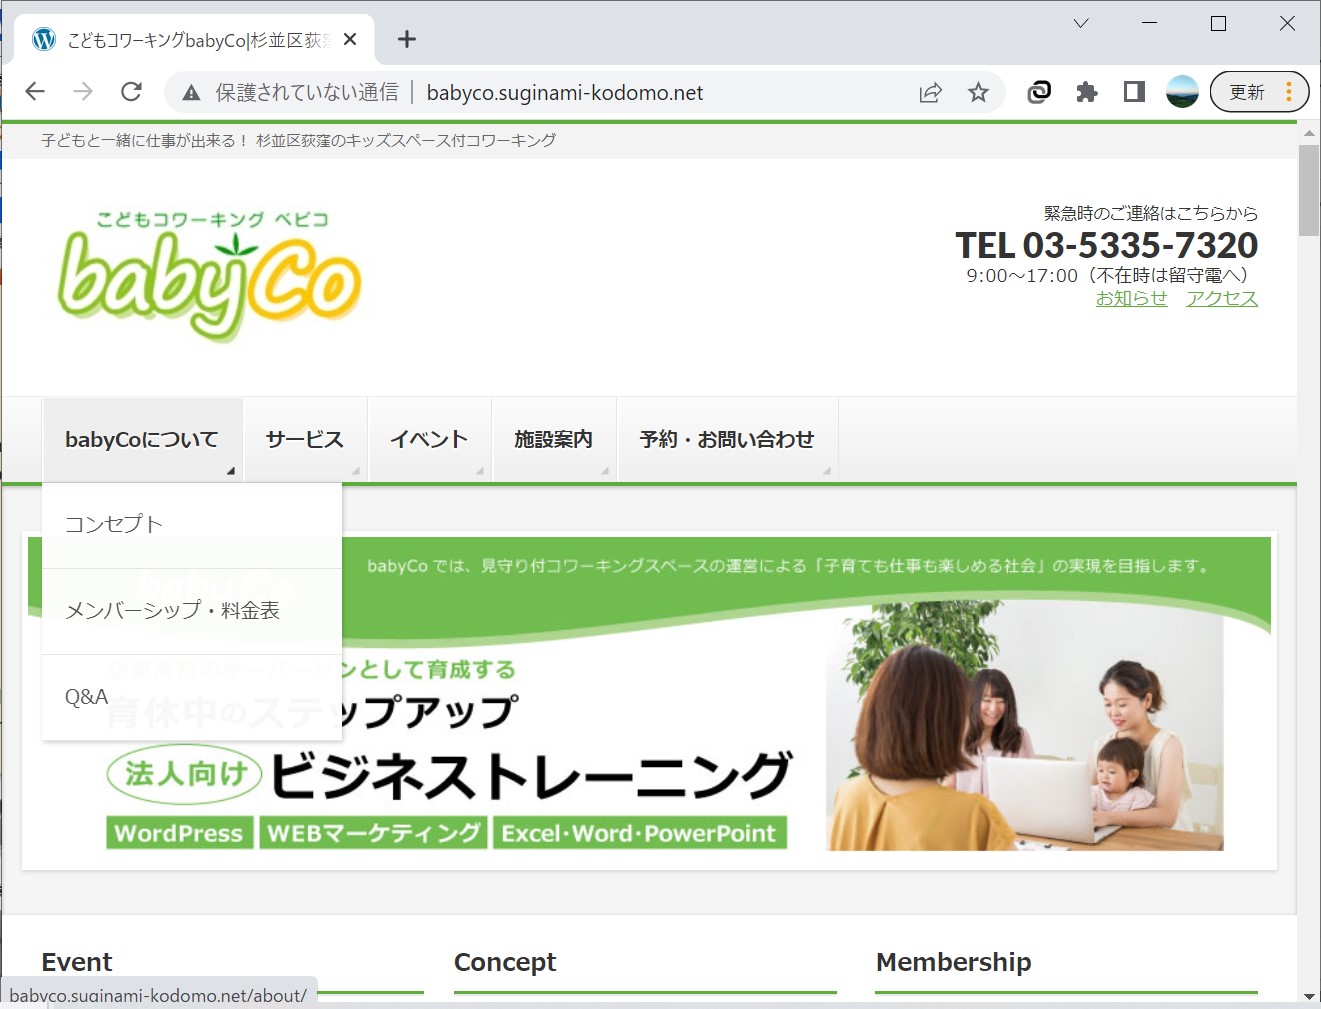 こどもコワーキングbabyCo|杉並区荻窪
保護されていない通信 babyco.suginami-kodomo.net
更新
子どもと一緒に仕事が出来る！ 杉並区荻窪のキッズスペース付コワーキング
こどもコワーキング ベビコ
babyCo
緊急時のご連絡はこちらから
TEL 03-5335-7320
9:00～17:00（不在時は留守電へ）
お知らせ アクセス
babyCoについて サービス イベント 施設案内 予約・お問い合わせ
コンセプト
メンバーシップ・料金表
Q&A
babyCo では、見守り付コワーキングスペースの運営による「子育ても仕事も楽しめる社会」の実現を目指します。
企業成長のキーパーソンとして育成する
育休中のステップアップ
法人向け ビジネストレーニング
WordPress WEBマーケティング Excel･Word･PowerPoint
Event Concept Membership
babyco.suginami-kodomo.net/about/